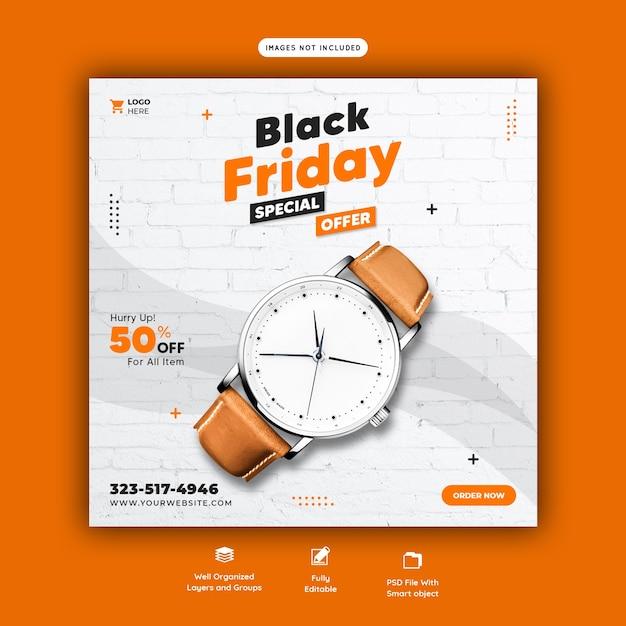 IMAGES NOT INCLUDED
LOGO
HERE
Black
Friday
SPECIAL
OFFER
Hurry Up!
50% OFF
For All Item
323-517-4946
WWW.YOURWEBSITE.COM
ORDER NOW
Well Organized
Layers and Groups
Fully
Editable
PSD File With
Smart object